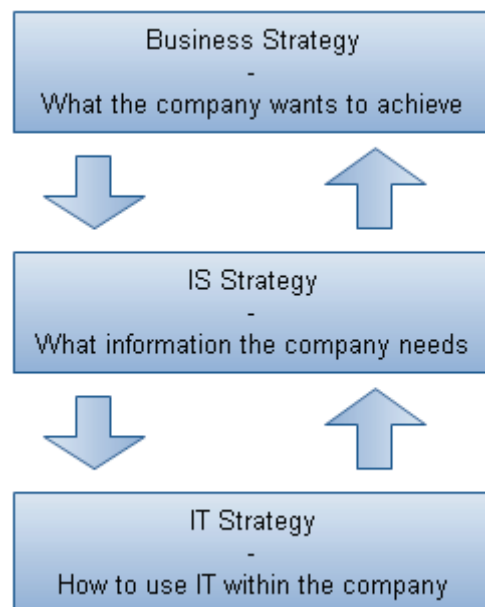 Business Strategy
-
What the company wants to achieve
IS Strategy
-
What information the company needs
IT Strategy
-
How to use IT within the company